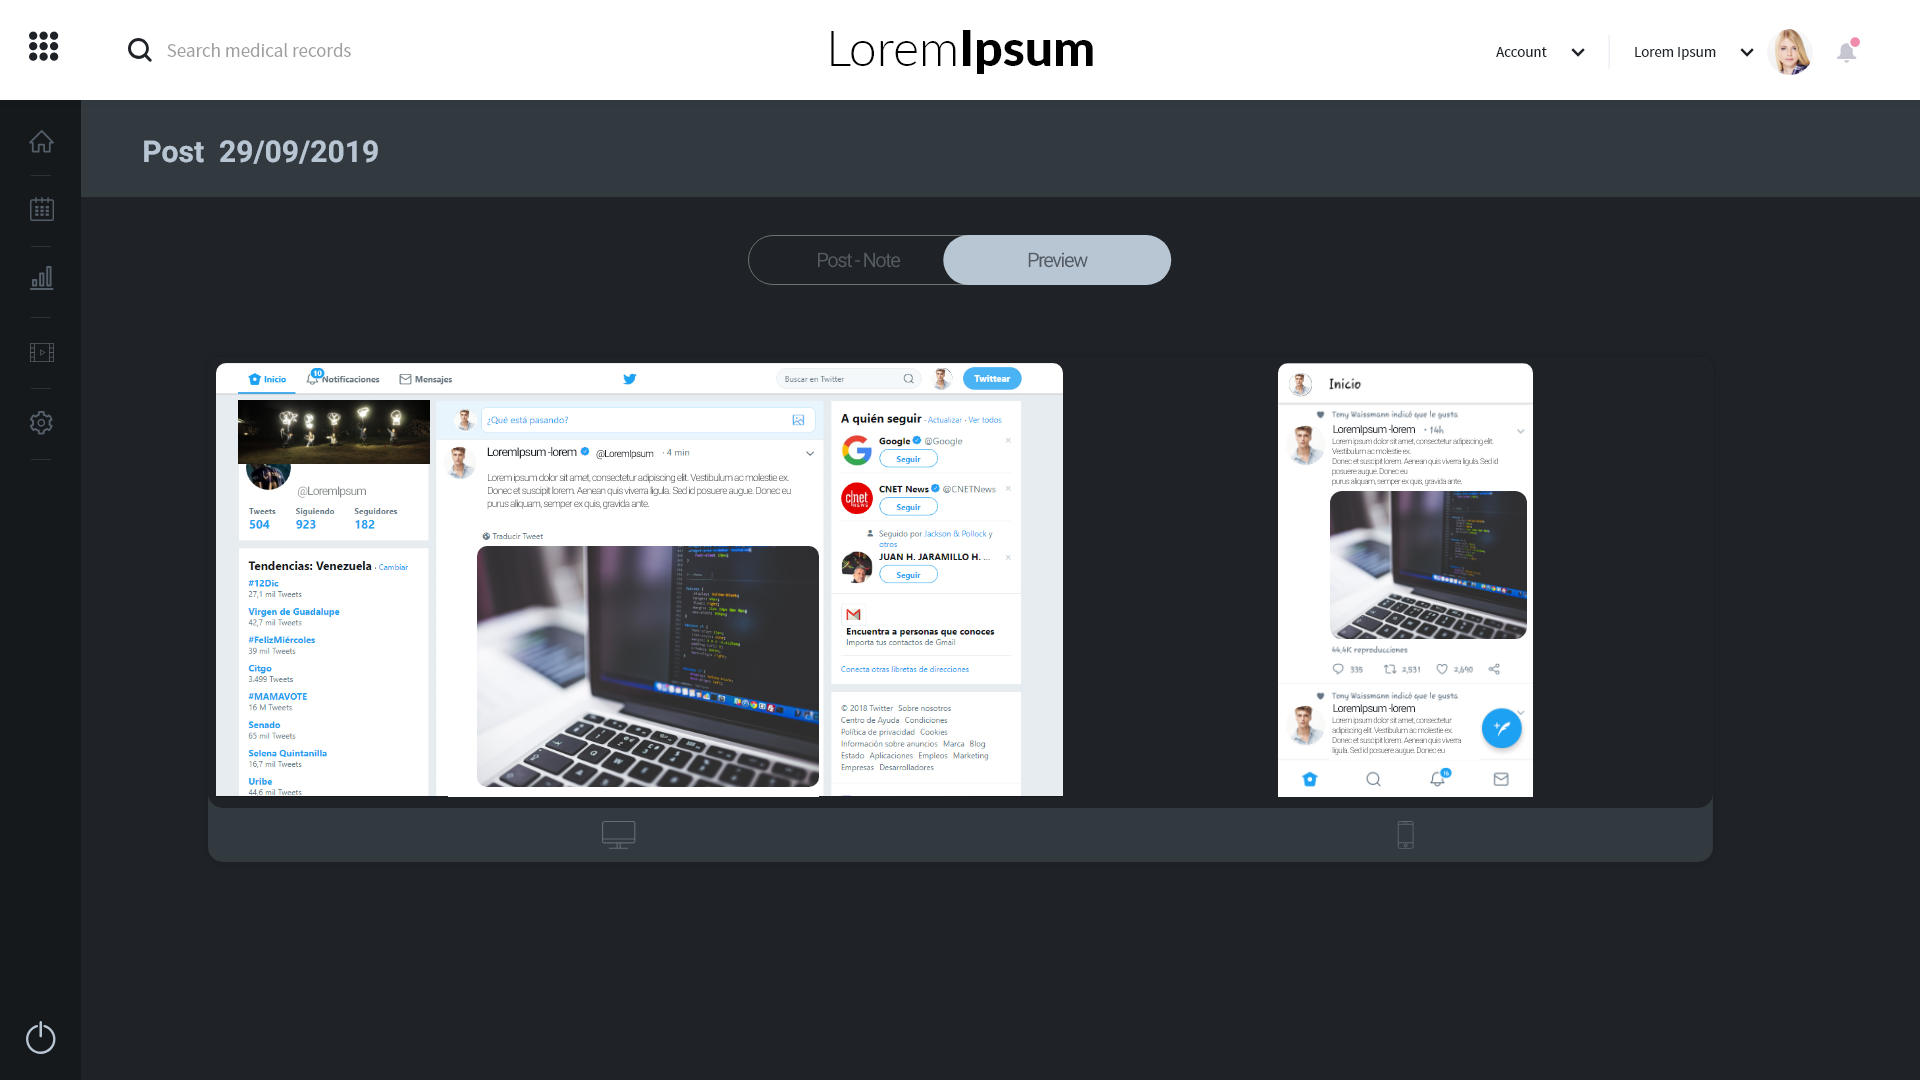 Search medical records
LoremIpsum
Account
Lorem Ipsum
Post 29/09/2019
Post - Note
Preview
Inicio
10
Notificaciones
Mensajes
Buscar en Twitter
Twittear
@LoremIpsum
Tweets Siguiendo Seguidores
504 923 182
Tendencias: Venezuela · Cambiar
#12Dic
27,1 mil Tweets
Virgen de Guadalupe
42,7 mil Tweets
#FelizMiércoles
39 mil Tweets
Citgo
3.499 Tweets
#MAMAVOTE
16 M Tweets
Senado
65 mil Tweets
Selena Quintanilla
16,7 mil Tweets
Uribe
44,6 mil Tweets
¿Qué está pasando?
LoremIpsum -lorem @LoremIpsum · 4 min
Lorem ipsum dolor sit amet, consectetur adipiscing elit. Vestibulum ac molestie ex.
Donec et suscipit lorem. Aenean quis viverra ligula. Sed id posuere augue. Donec eu
purus aliquam, semper ex quis, gravida ante.
Traducir Tweet
A quién seguir · Actualizar · Ver todos
Google @Google
Seguir
c|net
NEWS
CNET News @CNETNews
Seguir
Seguido por Jackson & Pollock y
otros
JUAN H. JARAMILLO H. ...
Seguir
Encuentra a personas que conoces
Importa tus contactos de Gmail
Conecta otras libretas de direcciones
© 2018 Twitter Sobre nosotros
Centro de Ayuda Condiciones
Política de privacidad Cookies
Información sobre anuncios Marca Blog
Estado Aplicaciones Empleos Marketing
Empresas Desarrolladores
Inicio
Tony Waissmann indicó que le gusta
LoremIpsum -lorem · 14h
Lorem ipsum dolor sit amet, consectetur adipiscing elit.
Vestibulum ac molestie ex.
Donec et suscipit lorem. Aenean quis viverra ligula. Sed id
posuere augue. Donec eu
purus aliquam, semper ex quis, gravida ante.
44,4K reproducciones
335 2,531 2,690
Tony Waissmann indicó que le gusta
LoremIpsum -lorem
Lorem ipsum dolor sit amet, consectetur
adipiscing elit. Vestibulum ac molestie ex.
Donec et suscipit lorem. Aenean quis viverra
ligula. Sed id posuere augue. Donec eu
16